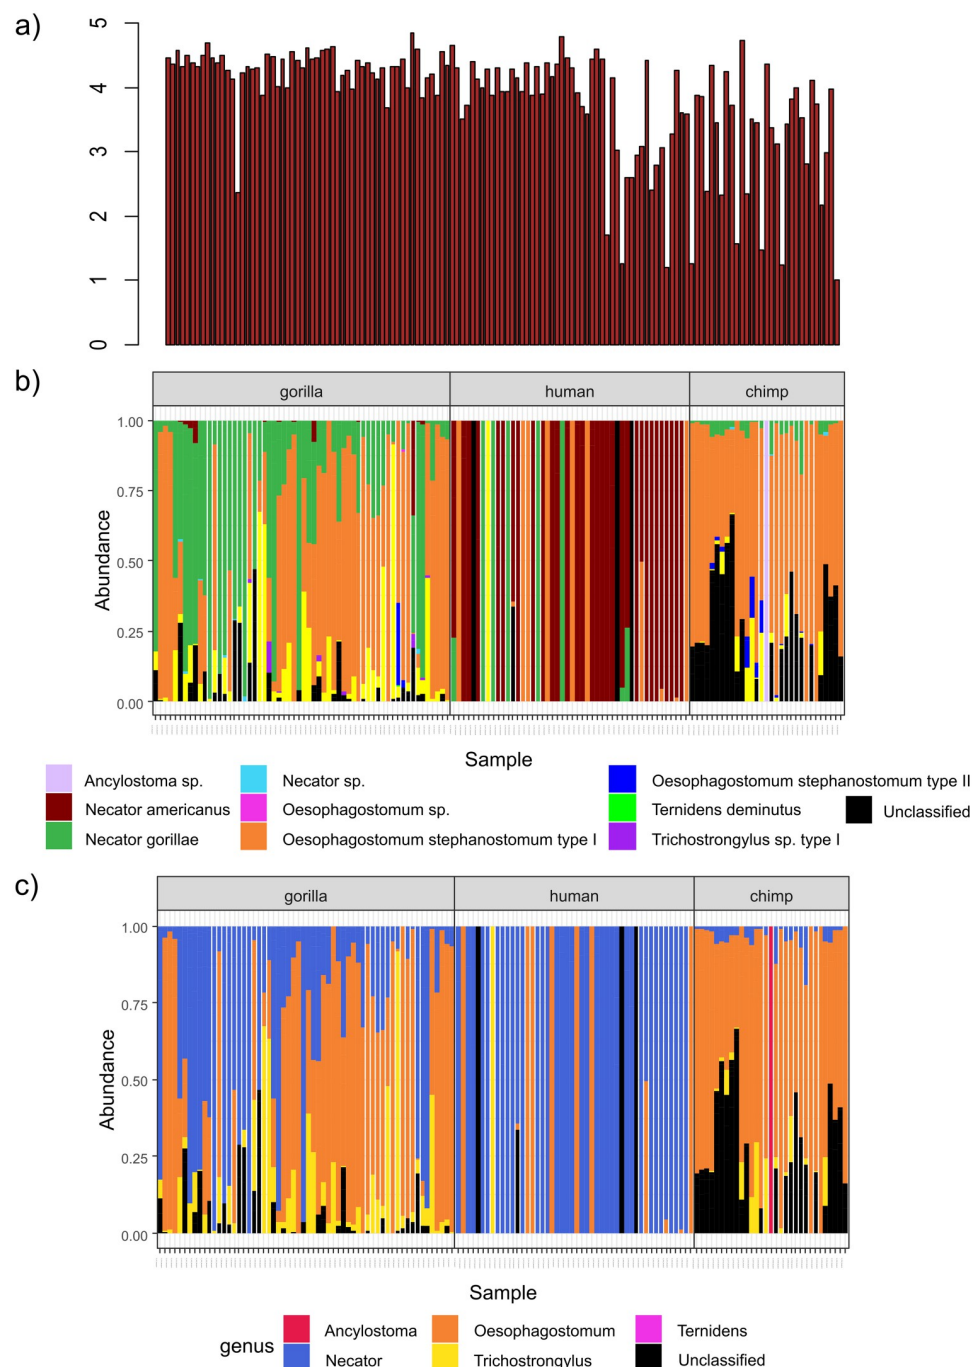 a)
5
4
3
2
1
0
b)
gorilla human chimp
1.00
0.75
0.50
0.25
0.00
Abundance
Sample
Ancylostoma sp. Necator sp. Oesophagostomum stephanostomum type II
Necator americanus Oesophagostomum sp. Ternidens deminutus Unclassified
Necator gorillae Oesophagostomum stephanostomum type I Trichostrongylus sp. type I
c)
gorilla human chimp
1.00
0.75
0.50
0.25
0.00
Abundance
Sample
genus
Ancylostoma Oesophagostomum Ternidens
Necator Trichostrongylus Unclassified